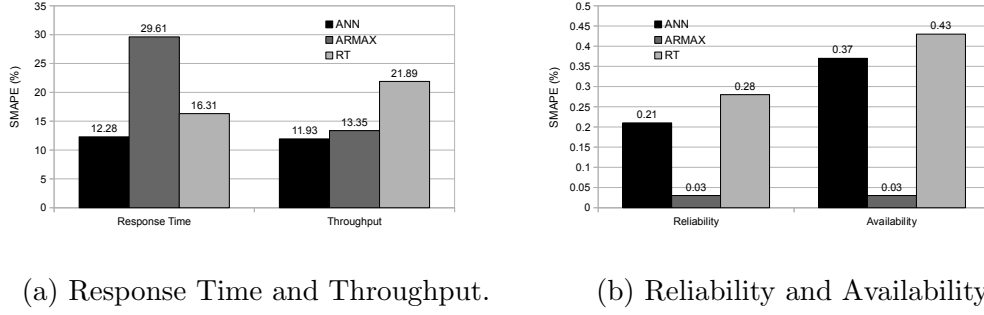 35
30
25
20
15
10
5
0
SMAPE (%)
ANN
ARMAX
RT
12.28
29.61
16.31
11.93
13.35
21.89
Response Time
Throughput
(a) Response Time and Throughput.
0.5
0.45
0.4
0.35
0.3
0.25
0.2
0.15
0.1
0.05
0
SMAPE (%)
ANN
ARMAX
RT
0.21
0.03
0.28
0.37
0.03
0.43
Reliability
Availability
(b) Reliability and Availability